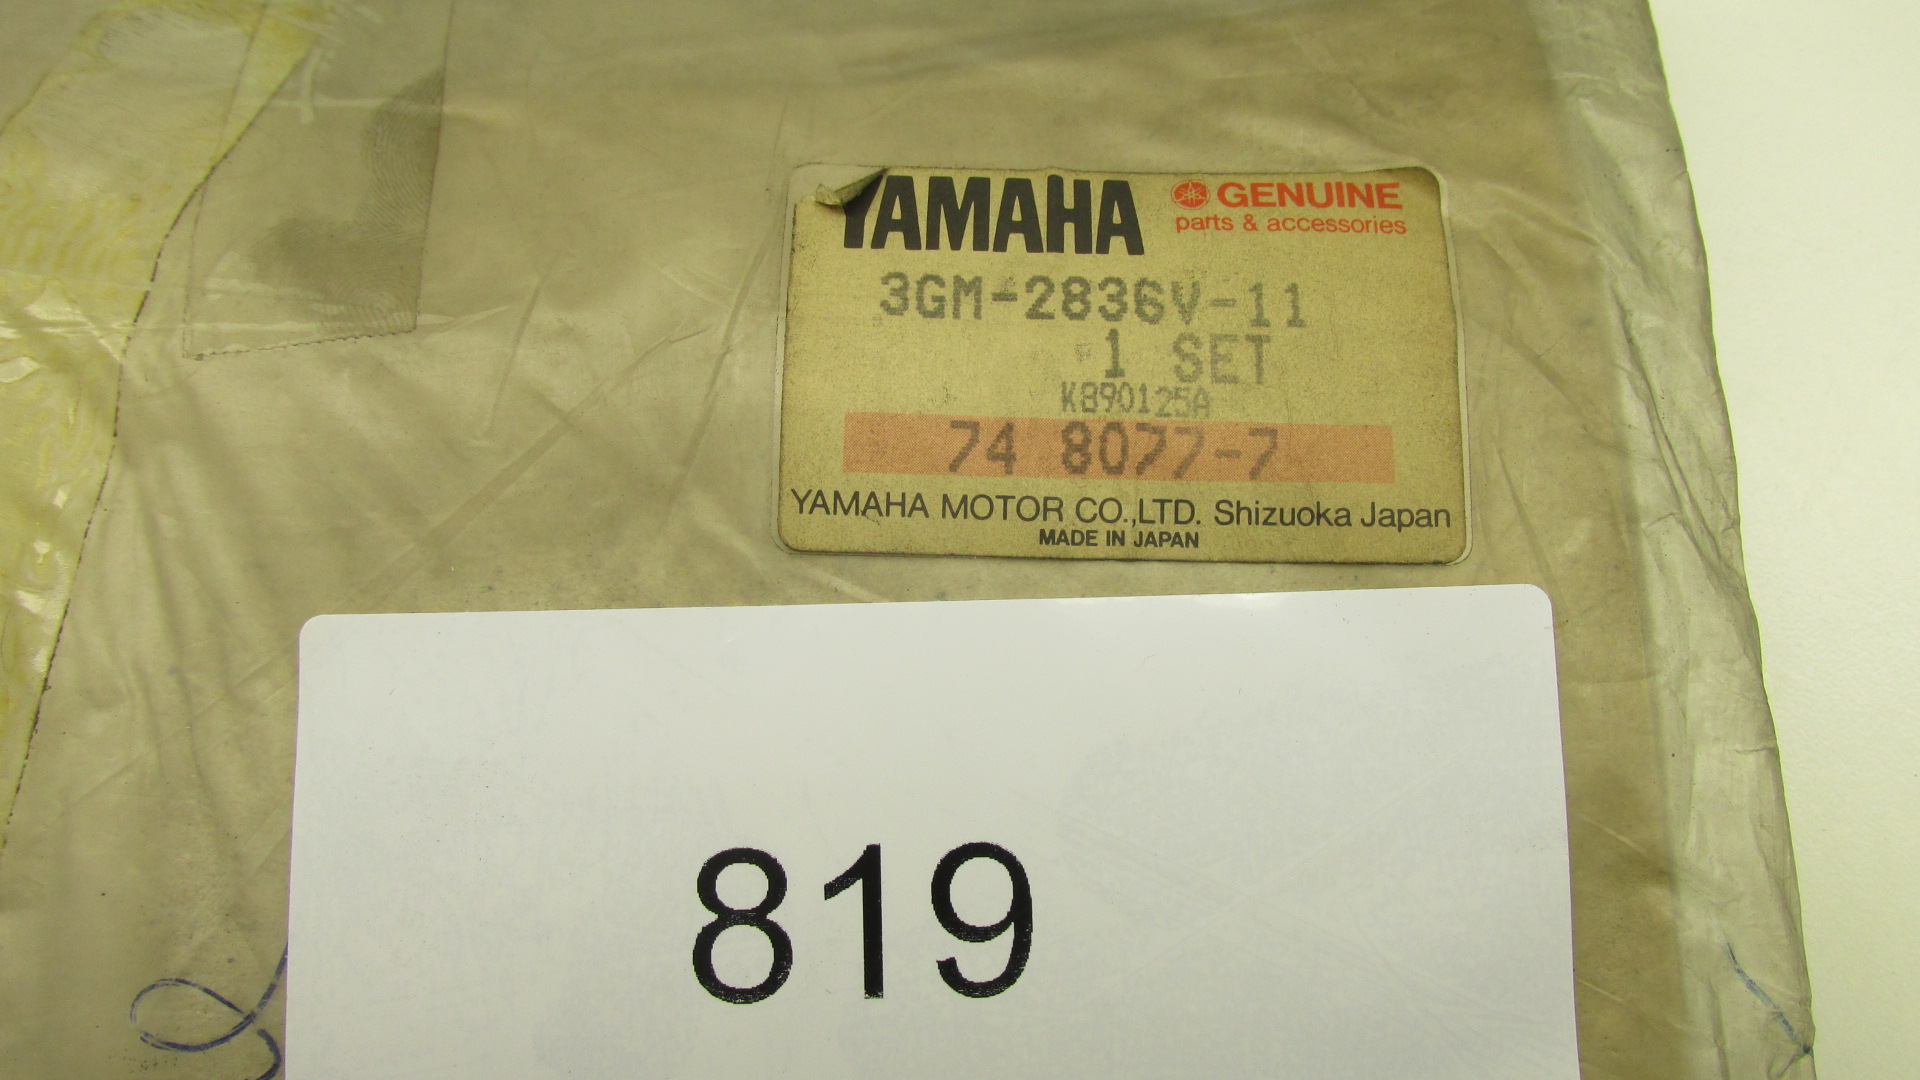 YAMAHA GENUINE
parts & accessories
3GM-2836V-11
1 SET
K890125A
74 8077-7
YAMAHA MOTOR CO.,LTD. Shizuoka Japan
MADE IN JAPAN
819